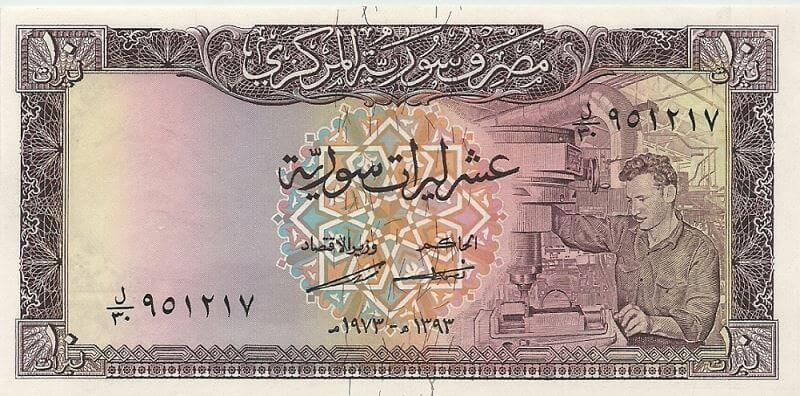 مصرف سورية المركزي
١٠ ليرات
١٠ ليرات
ل/٣٠ ٩٥١٢١٧
عشر ليرات سورية
الحاكم
وزير الاقتصاد
ل/٣٠ ٩٥١٢١٧
١٣٩٣ هـ - ١٩٧٣ م
١٠ ليرات
١٠ ليرات